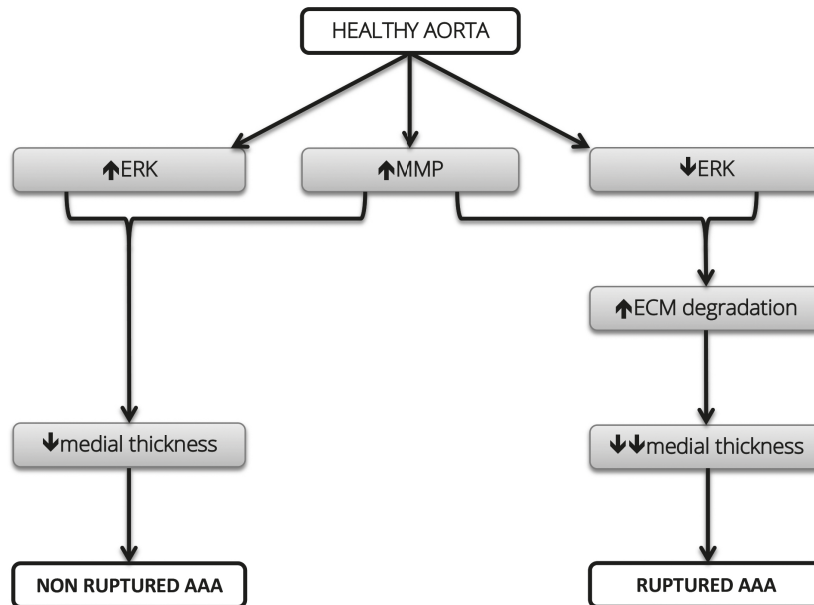 HEALTHY AORTA
↑ERK
↑MMP
↓ERK
↑ECM degradation
↓medial thickness
↓↓medial thickness
NON RUPTURED AAA
RUPTURED AAA